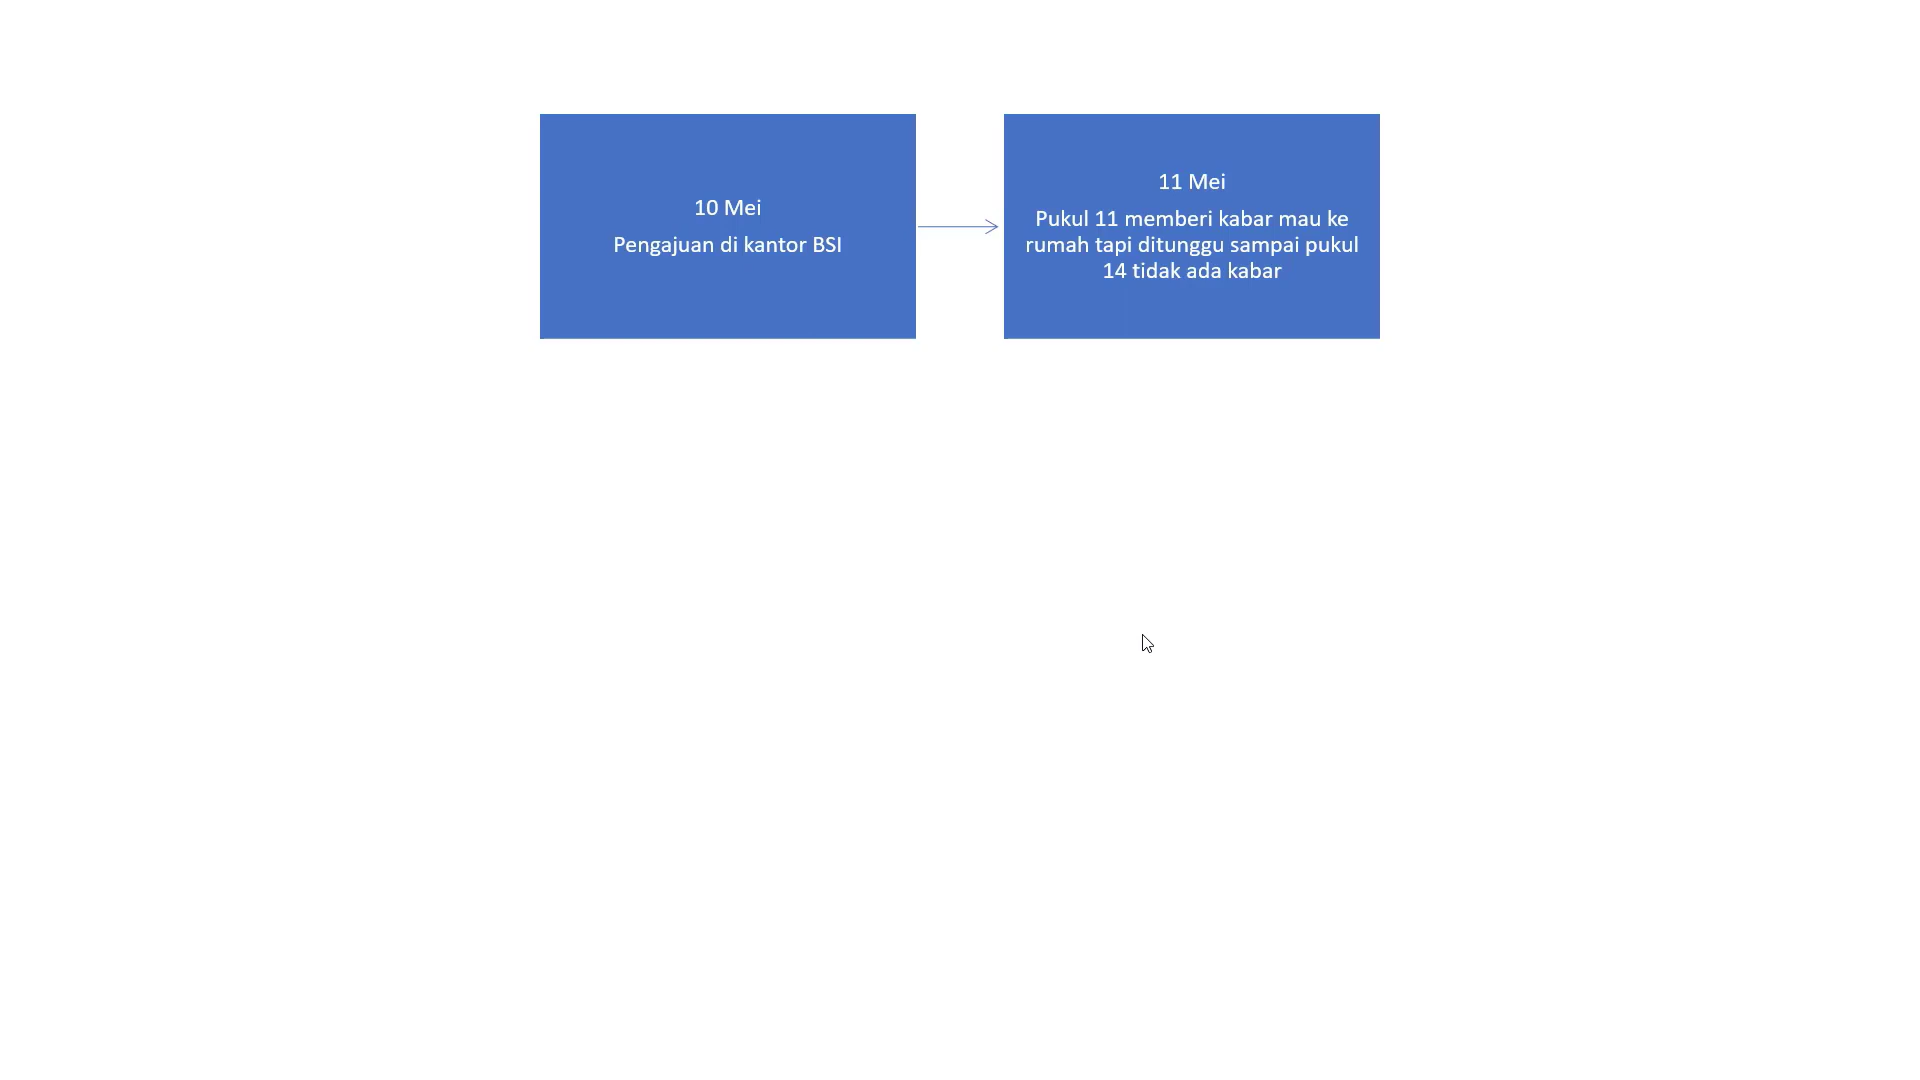 10 Mei
Pengajuan di kantor BSI
11 Mei
Pukul 11 memberi kabar mau ke
rumah tapi ditunggu sampai pukul
14 tidak ada kabar